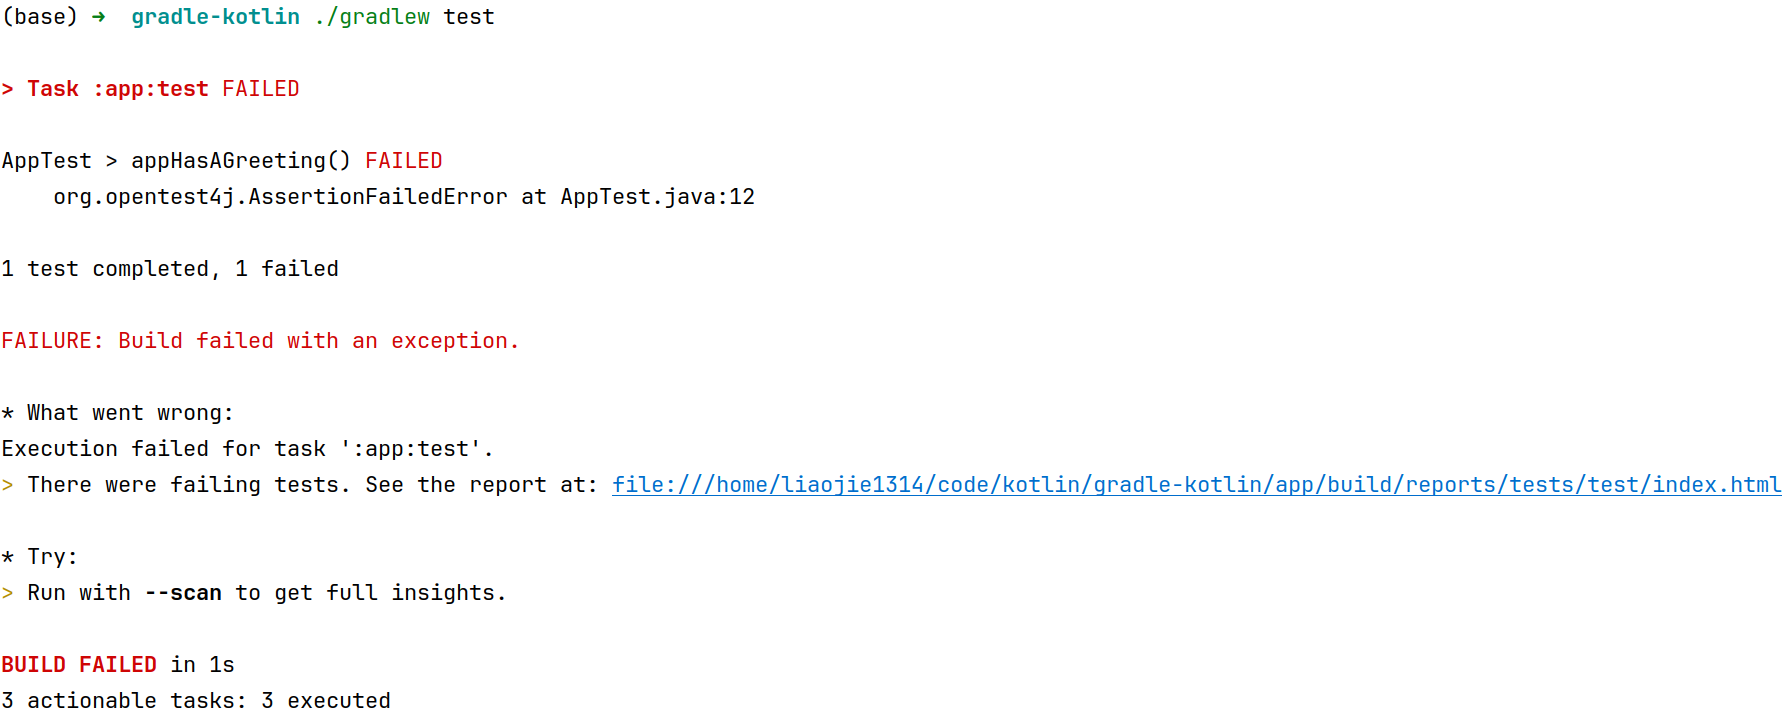 (base) ➜  gradle-kotlin ./gradlew test
> Task :app:test FAILED
AppTest > appHasAGreeting() FAILED
    org.opentest4j.AssertionFailedError at AppTest.java:12
1 test completed, 1 failed
FAILURE: Build failed with an exception.
* What went wrong:
Execution failed for task ':app:test'.
> There were failing tests. See the report at: file:///home/liaojie1314/code/kotlin/gradle-kotlin/app/build/reports/tests/test/index.html
* Try:
> Run with --scan to get full insights.
BUILD FAILED in 1s
3 actionable tasks: 3 executed